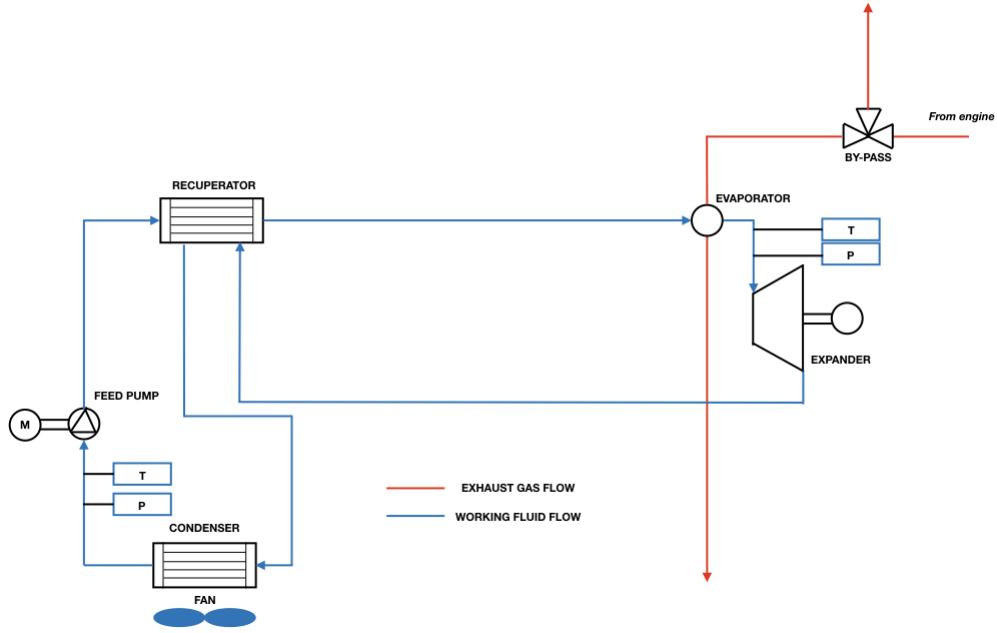 From engine
BY-PASS
RECUPERATOR
EVAPORATOR
T
P
EXPANDER
FEED PUMP
M
T
P
EXHAUST GAS FLOW
WORKING FLUID FLOW
CONDENSER
FAN